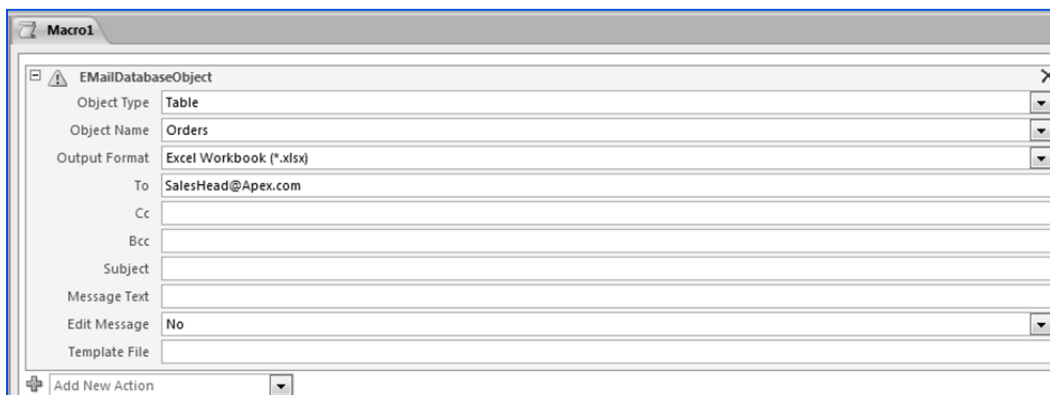 Macro1
EMailDatabaseObject
Object Type Table
Object Name Orders
Output Format Excel Workbook (*.xlsx)
To SalesHead@Apex.com
Cc
Bcc
Subject
Message Text
Edit Message No
Template File
Add New Action